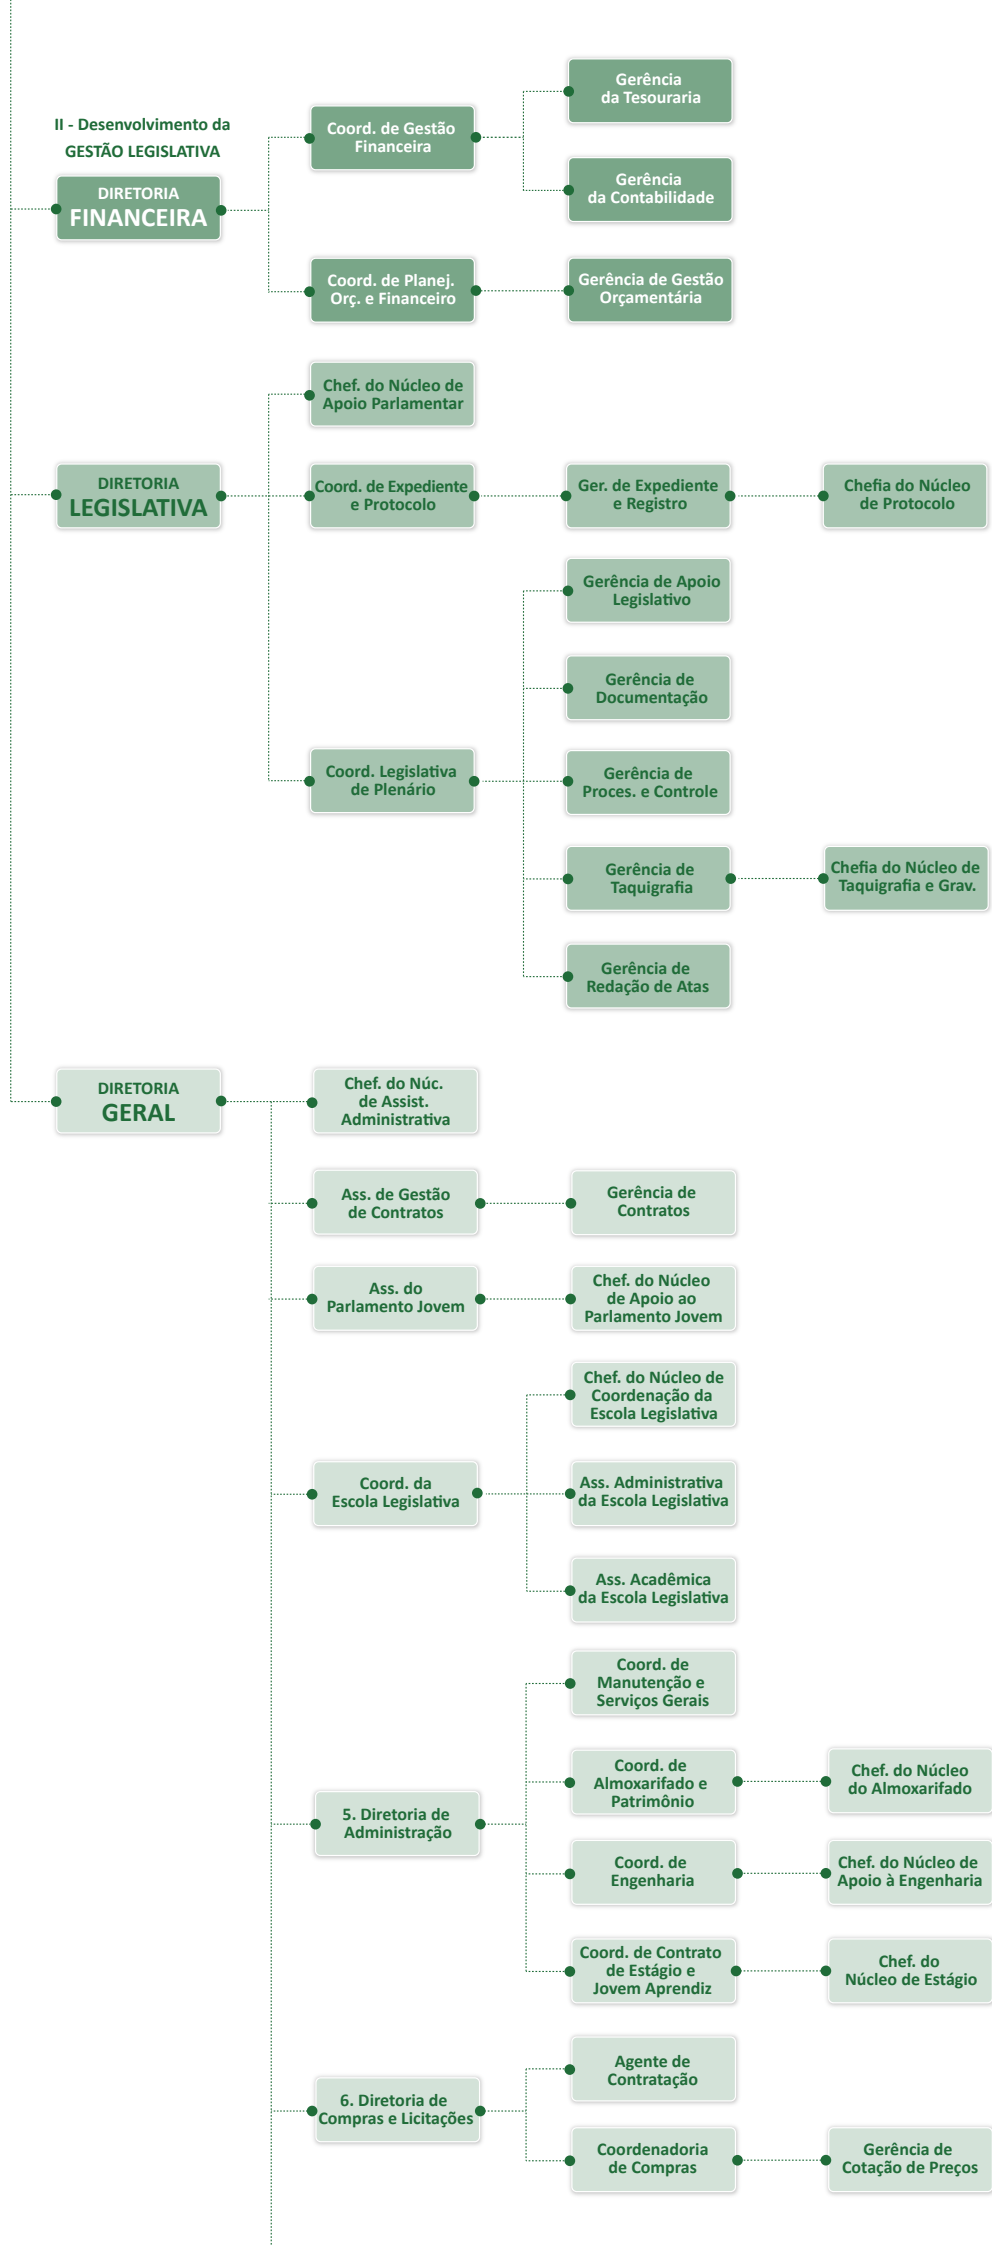 II - Desenvolvimento da
GESTÃO LEGISLATIVA
DIRETORIA
FINANCEIRA
Coord. de Gestão
Financeira
Gerência
da Tesouraria
Gerência
da Contabilidade
Coord. de Planej.
Orç. e Financeiro
Gerência de Gestão
Orçamentária
DIRETORIA
LEGISLATIVA
Chef. do Núcleo de
Apoio Parlamentar
Coord. de Expediente
e Protocolo
Ger. de Expediente
e Registro
Chefia do Núcleo
de Protocolo
Coord. Legislativa
de Plenário
Gerência de Apoio
Legislativo
Gerência de
Documentação
Gerência de
Proces. e Controle
Gerência de
Taquigrafia
Chefia do Núcleo de
Taquigrafia e Grav.
Gerência de
Redação de Atas
DIRETORIA
GERAL
Chef. do Núc.
de Assist.
Administrativa
Ass. de Gestão
de Contratos
Gerência de
Contratos
Ass. do
Parlamento Jovem
Chef. do Núcleo
de Apoio ao
Parlamento Jovem
Coord. da
Escola Legislativa
Chef. do Núcleo de
Coordenação da
Escola Legislativa
Ass. Administrativa
da Escola Legislativa
Ass. Acadêmica
da Escola Legislativa
5. Diretoria de
Administração
Coord. de
Manutenção e
Serviços Gerais
Coord. de
Almoxarifado e
Patrimônio
Chef. do Núcleo
do Almoxarifado
Coord. de
Engenharia
Chef. do Núcleo de
Apoio à Engenharia
Coord. de Contrato
de Estágio e
Jovem Aprendiz
Chef. do
Núcleo de Estágio
6. Diretoria de
Compras e Licitações
Agente de
Contratação
Coordenadoria
de Compras
Gerência de
Cotação de Preços